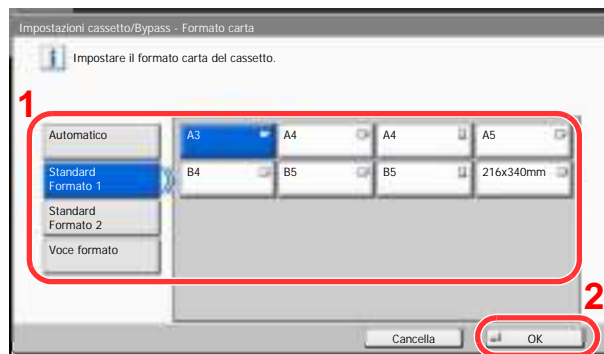 Impostazioni cassetto/Bypass - Formato carta
Impostare il formato carta del cassetto.
1
Automatico
A3
A4
A4
A5
Standard
Formato 1
B4
B5
B5
216x340mm
Standard
Formato 2
Voce formato
2
Cancella
OK